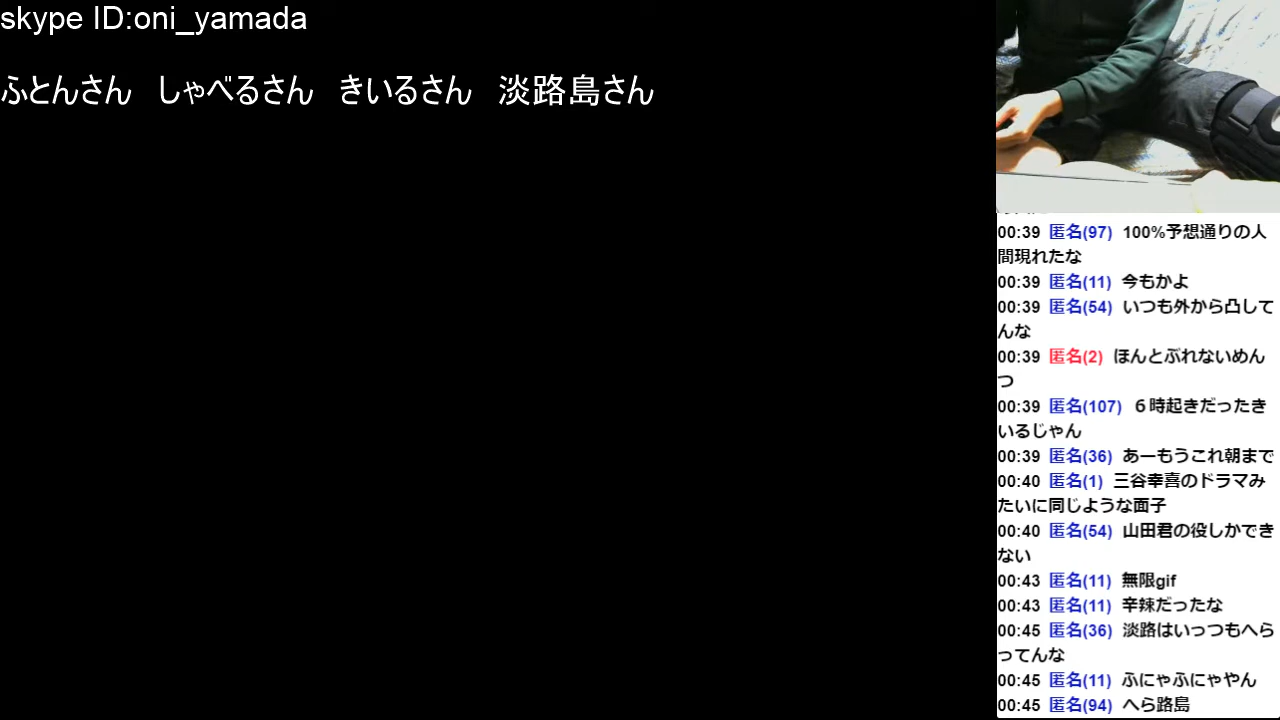 skype ID:oni_yamada
ふとんさん　しゃべるさん　きいるさん　淡路島さん
00:39 匿名(97) 100%予想通りの人
間現れたな
00:39 匿名(11) 今もかよ
00:39 匿名(54) いつも外から凸して
んな
00:39 匿名(2) ほんとぶれないめん
つ
00:39 匿名(107) ６時起きだったき
いるじゃん
00:39 匿名(36) あーもうこれ朝まで
00:40 匿名(1) 三谷幸喜のドラマみ
たいに同じような面子
00:40 匿名(54) 山田君の役しかでき
ない
00:43 匿名(11) 無限gif
00:43 匿名(11) 辛辣だったな
00:45 匿名(36) 淡路はいっつもへら
ってんな
00:45 匿名(11) ふにゃふにゃやん
00:45 匿名(94) へら路島